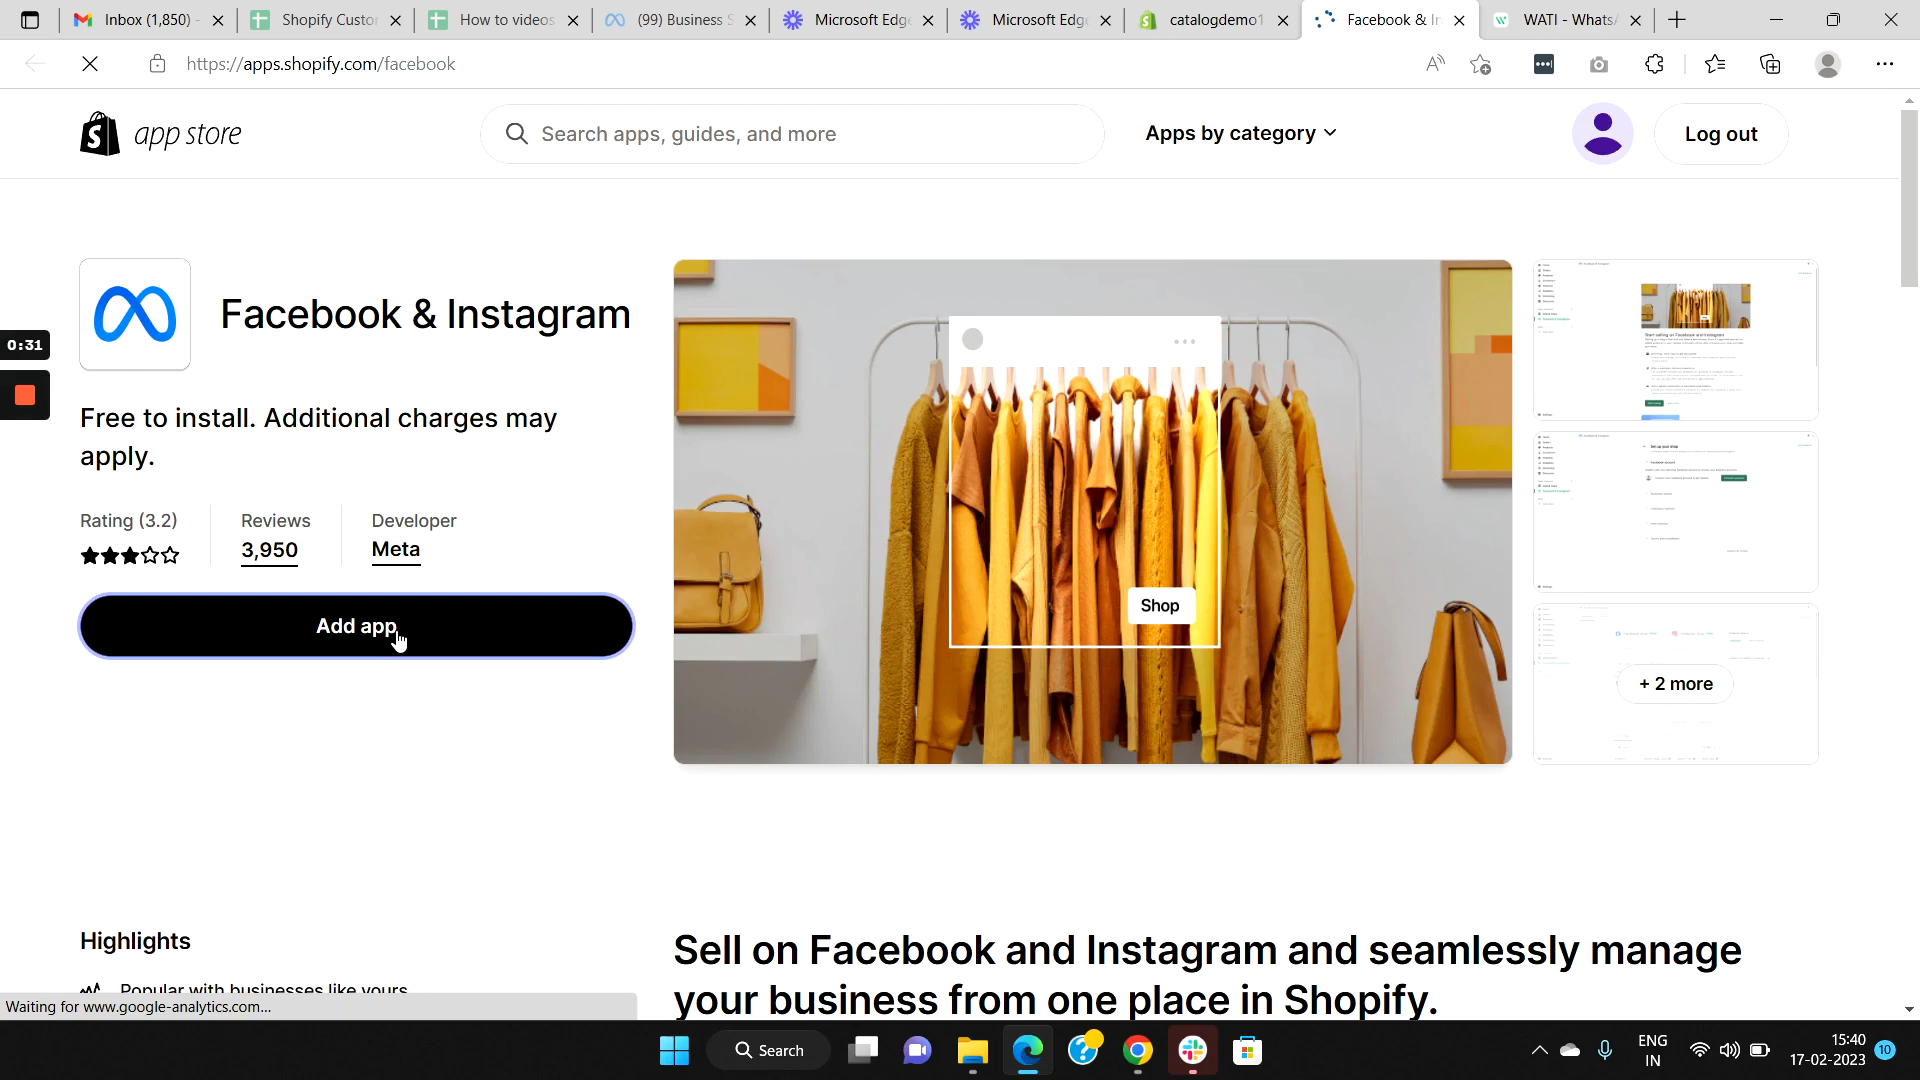 Inbox (1,850) -
Shopify Custo
How to videos
(99) Business S
Microsoft Edge
Microsoft Edge
catalogdemo1
Facebook & In
WATI - WhatsA
https://apps.shopify.com/facebook
app store
Search apps, guides, and more
Apps by category
Log out
0:31
Facebook & Instagram
Free to install. Additional charges may
apply.
Rating (3.2)
Reviews
Developer
3,950
Meta
Add app
Shop
+ 2 more
Highlights
Popular with businesses like yours
Sell on Facebook and Instagram and seamlessly manage
your business from one place in Shopify.
Waiting for www.google-analytics.com...
Search
ENG
IN
15:40
17-02-2023
10